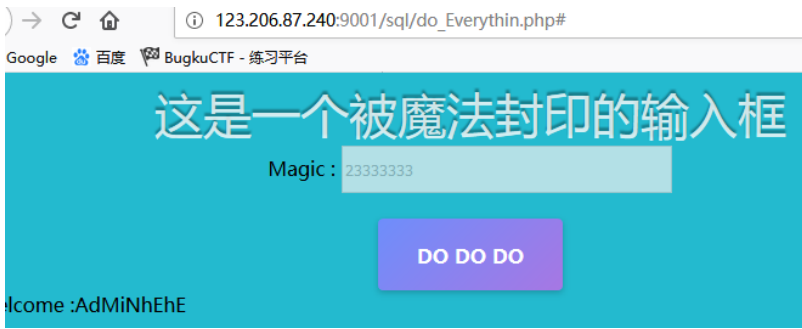 123.206.87.240:9001/sql/do_Everythin.php#
Google 百度 BugkuCTF - 练习平台
这是一个被魔法封印的输入框
Magic : 23333333
DO DO DO
elcome :AdMiNhEhE